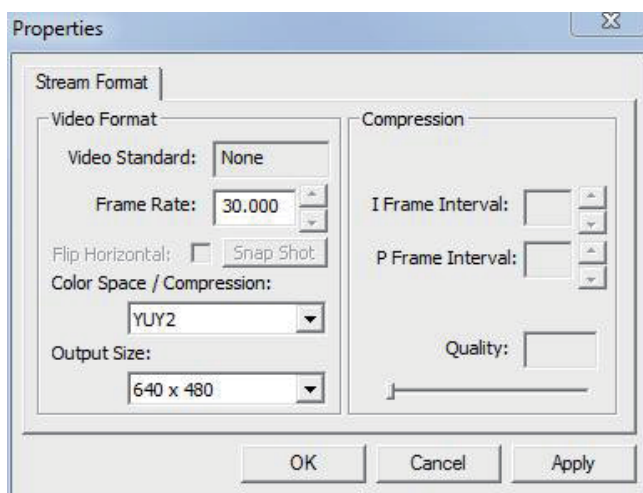 Properties
Stream Format
Video Format
Video Standard: None
Frame Rate: 30.000
Flip Horizontal: Snap Shot
Color Space / Compression:
YUY2
Output Size:
640 x 480
Compression
I Frame Interval:
P Frame Interval:
Quality:
OK Cancel Apply